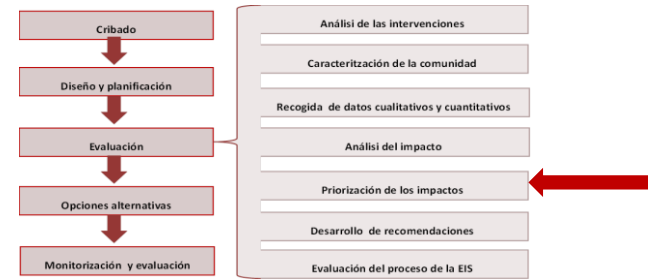 Cribado
Diseño y planificación
Evaluación
Opciones alternativas
Monitorización y evaluación
Análisi de las intervenciones
Caracteritzación de la comunidad
Recogida de datos cualitativos y cuantitativos
Análisi del impacto
Priorización de los impactos
Desarrollo de recomendaciones
Evaluación del proceso de la EIS